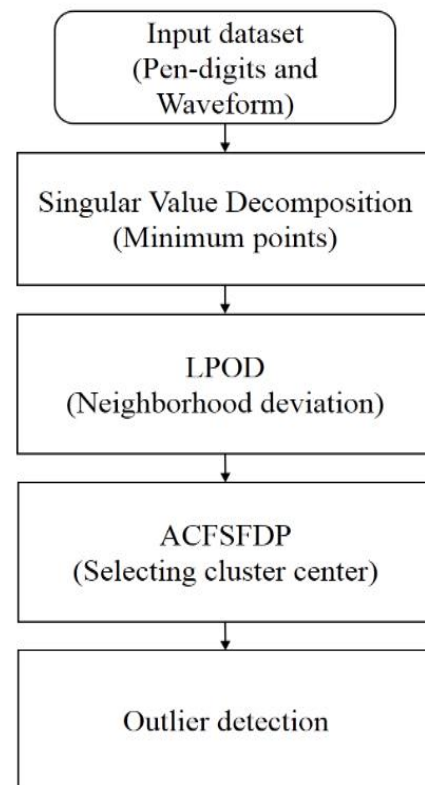 Input dataset
(Pen-digits and
Waveform)
Singular Value Decomposition
(Minimum points)
LPOD
(Neighborhood deviation)
ACFSFDP
(Selecting cluster center)
Outlier detection